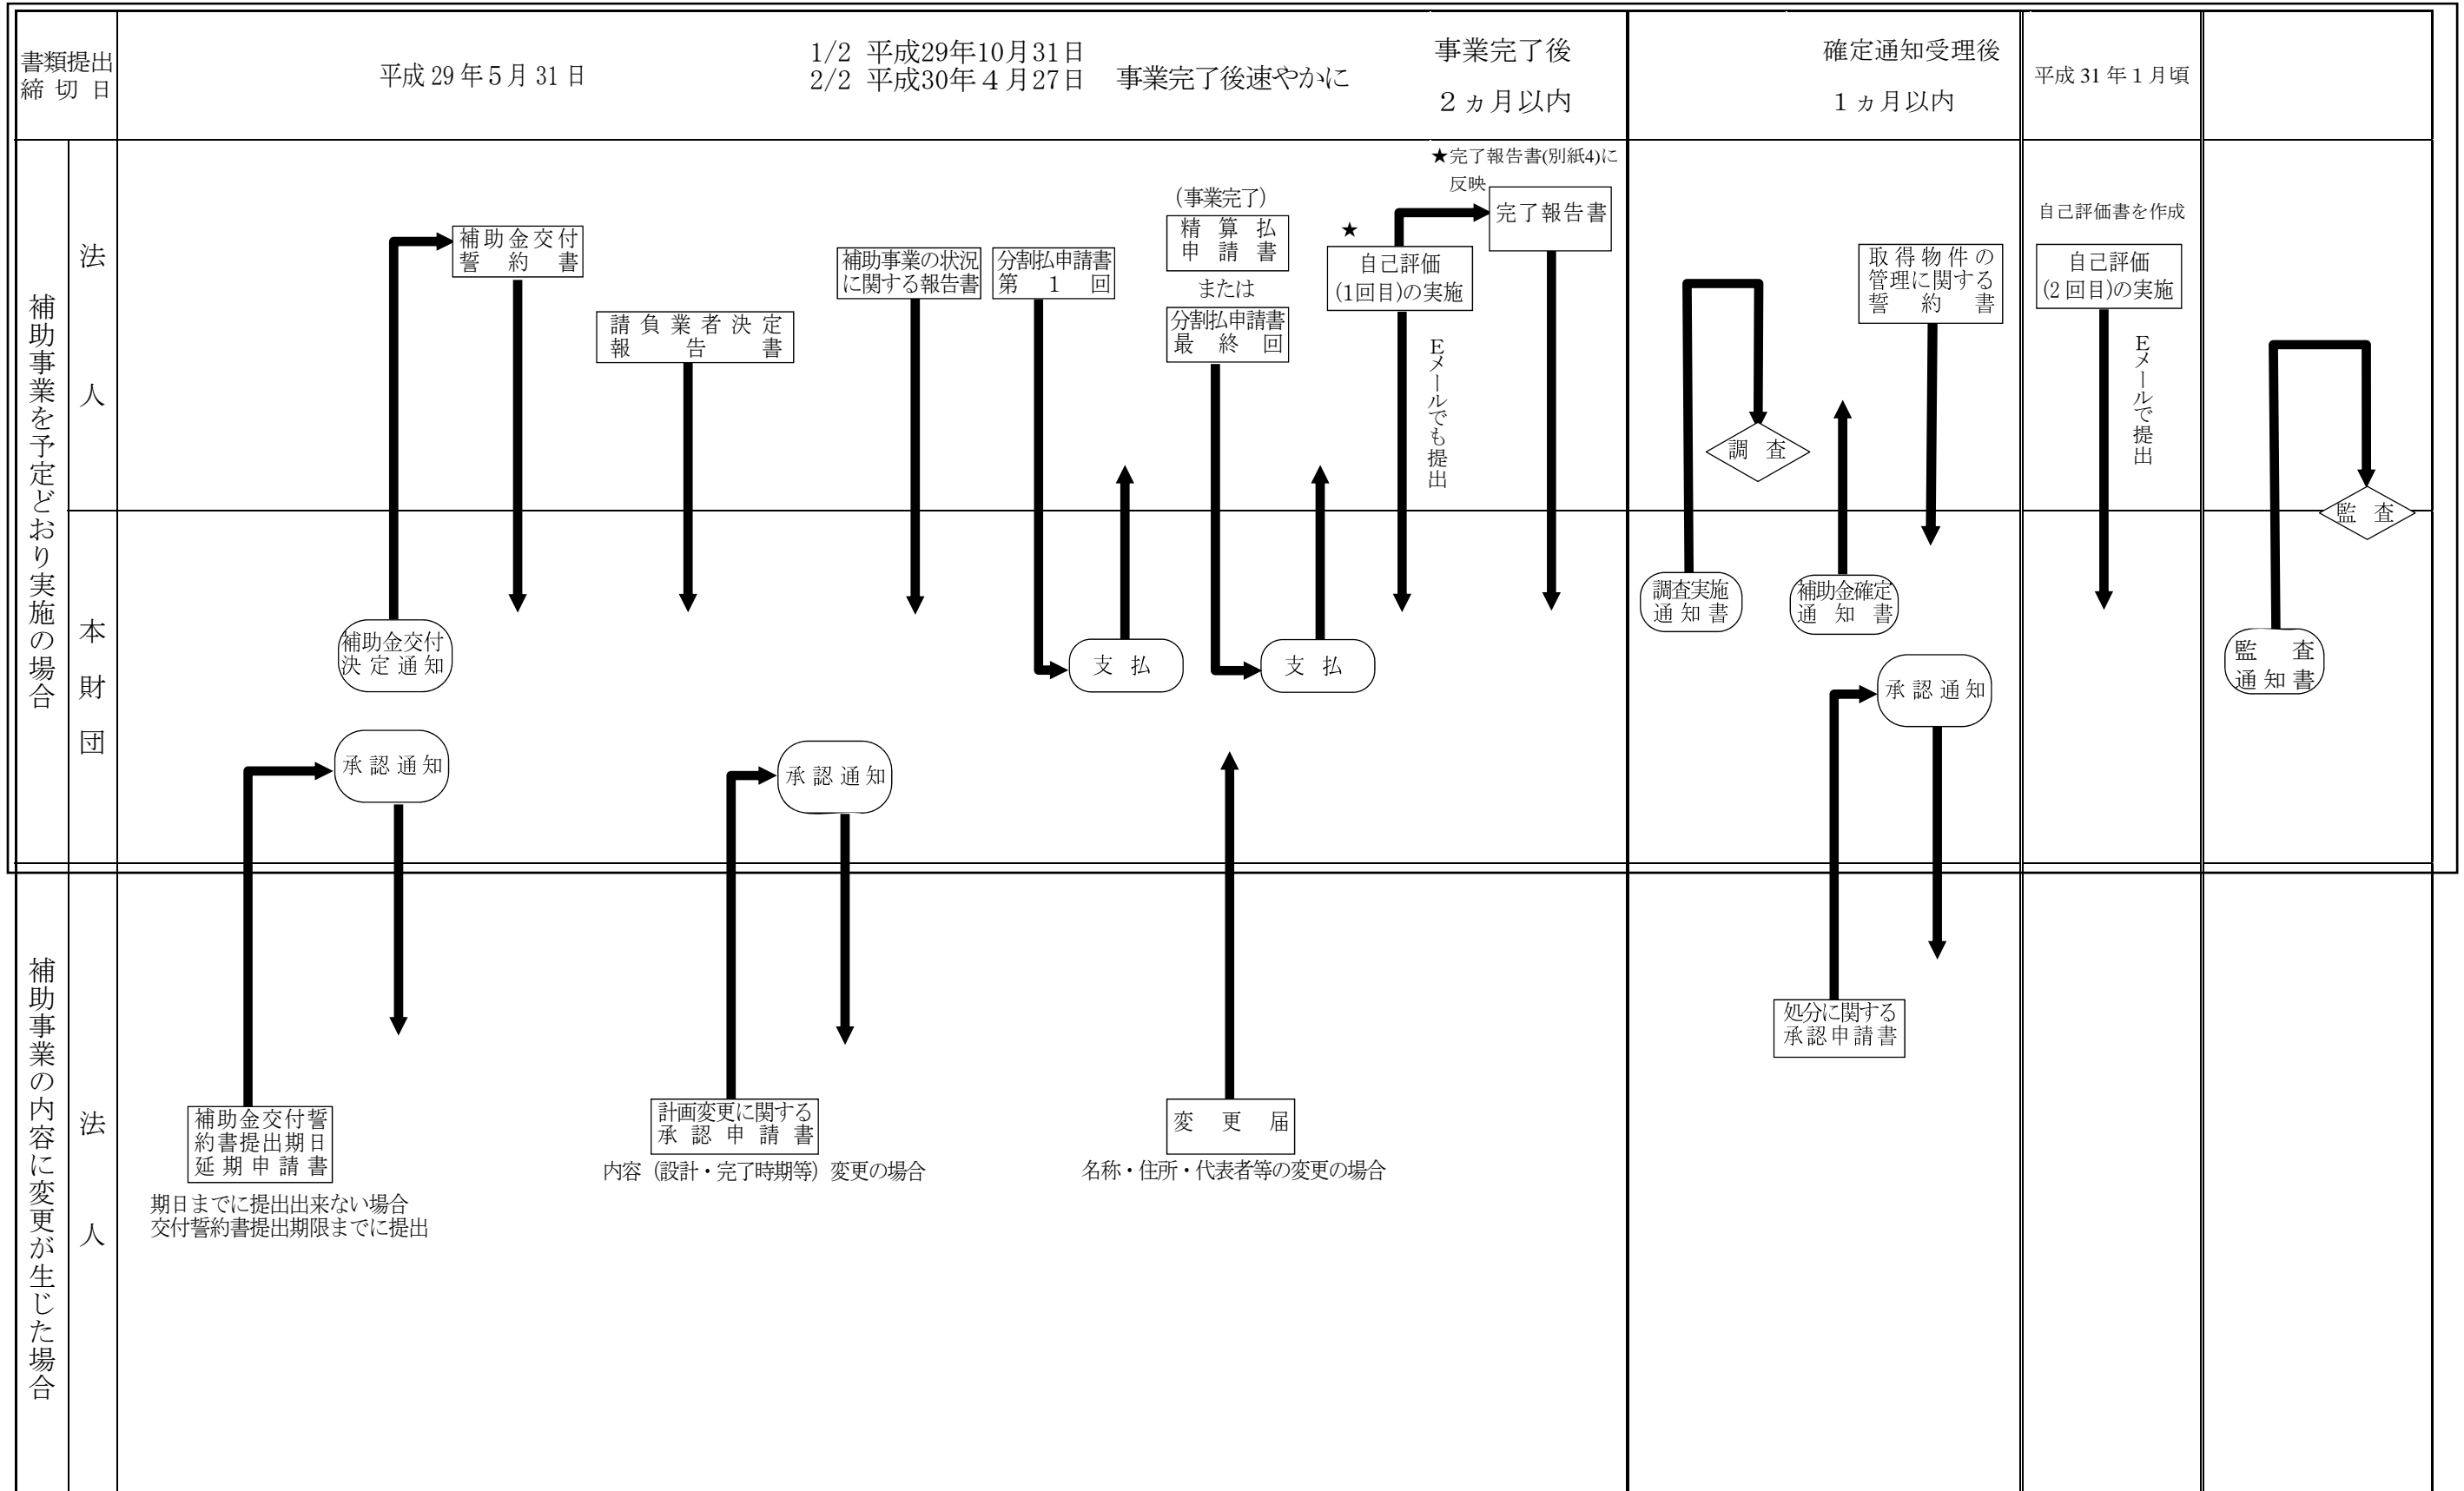 書類提出
締切日
平成 29 年５月 31 日
1/2 平成29年10月31日
2/2 平成30年４月27日
事業完了後速やかに
事業完了後
２ヵ月以内
確定通知受理後
１ヵ月以内
平成 31 年１月頃
補助事業を予定どおり実施の場合
法人
補助金交付
誓約書
請負業者決定
報告書
補助事業の状況
に関する報告書
分割払申請書
第１回
（事業完了）
精算払
申請書
または
分割払申請書
最終回
★
自己評価
(1回目)の実施
Ｅメールでも提出
★完了報告書(別紙4)に
反映
完了報告書
調査
取得物件の
管理に関する
誓約書
自己評価書を作成
自己評価
(2 回目)の実施
Ｅメールで提出
監査
本財団
補助金交付
決定通知
承認通知
承認通知
支払
支払
調査実施
通知書
補助金確定
通知書
承認通知
監査
通知書
補助事業の内容に変更が生じた場合
法人
補助金交付誓
約書提出期日
延期申請書
期日までに提出出来ない場合
交付誓約書提出期限までに提出
計画変更に関する
承認申請書
内容（設計・完了時期等）変更の場合
変更届
名称・住所・代表者等の変更の場合
処分に関する
承認申請書